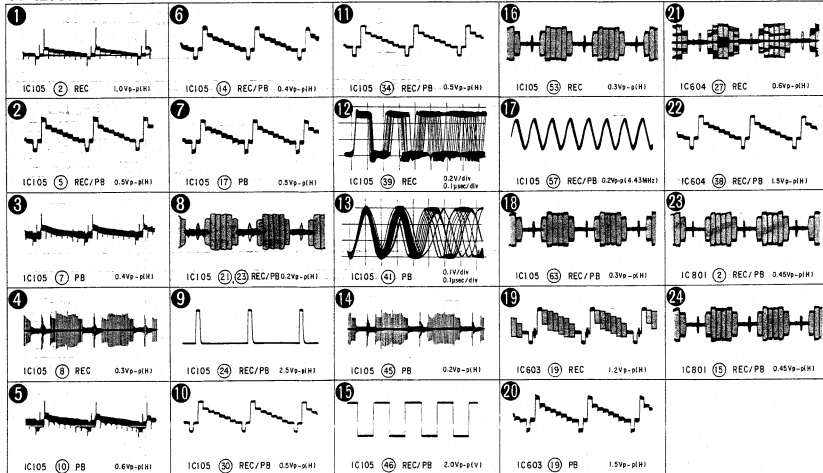 1
IC105 2 REC 1.0Vp-p(H)
2
IC105 5 REC/PB 0.5Vp-p(H)
3
IC105 7 PB 0.4Vp-p(H)
4
IC105 8 REC 0.3Vp-p(H)
5
IC105 10 PB 0.6Vp-p(H)
6
IC105 14 REC/PB 0.4Vp-p(H)
7
IC105 17 PB 0.5Vp-p(H)
8
IC105 21, 23 REC/PB 0.2Vp-p(H)
9
IC105 24 REC/PB 2.5Vp-p(H)
10
IC105 30 REC/PB 0.5Vp-p(H)
11
IC105 34 REC/PB 0.5Vp-p(H)
12
0.2V/div
IC105 39 REC 0.1μsec/div
13
0.1V/div
IC105 41 PB 0.1μsec/div
14
IC105 45 PB 0.2Vp-p(H)
15
IC105 46 REC/PB 2.0Vp-p(V)
16
IC105 53 REC 0.3Vp-p(H)
17
IC105 57 REC/PB 0.2Vp-p(4.43MHz)
18
IC105 63 REC/PB 0.3Vp-p(H)
19
IC603 19 REC 1.2Vp-p(H)
20
IC603 19 PB 1.5Vp-p(H)
21
IC604 27 REC 0.6Vp-p(H)
22
IC604 38 REC/PB 1.5Vp-p(H)
23
IC801 2 REC/PB 0.45Vp-p(H)
24
IC801 15 REC/PB 0.45Vp-p(H)